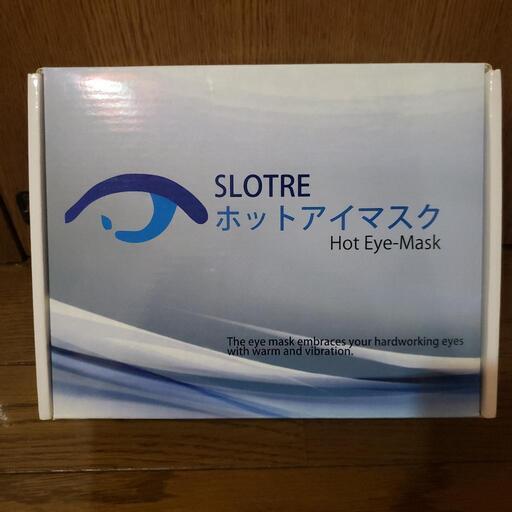 SLOTRE
ホットアイマスク
Hot Eye-Mask
The eye mask embraces your hardworking eyes
with warm and vibration.